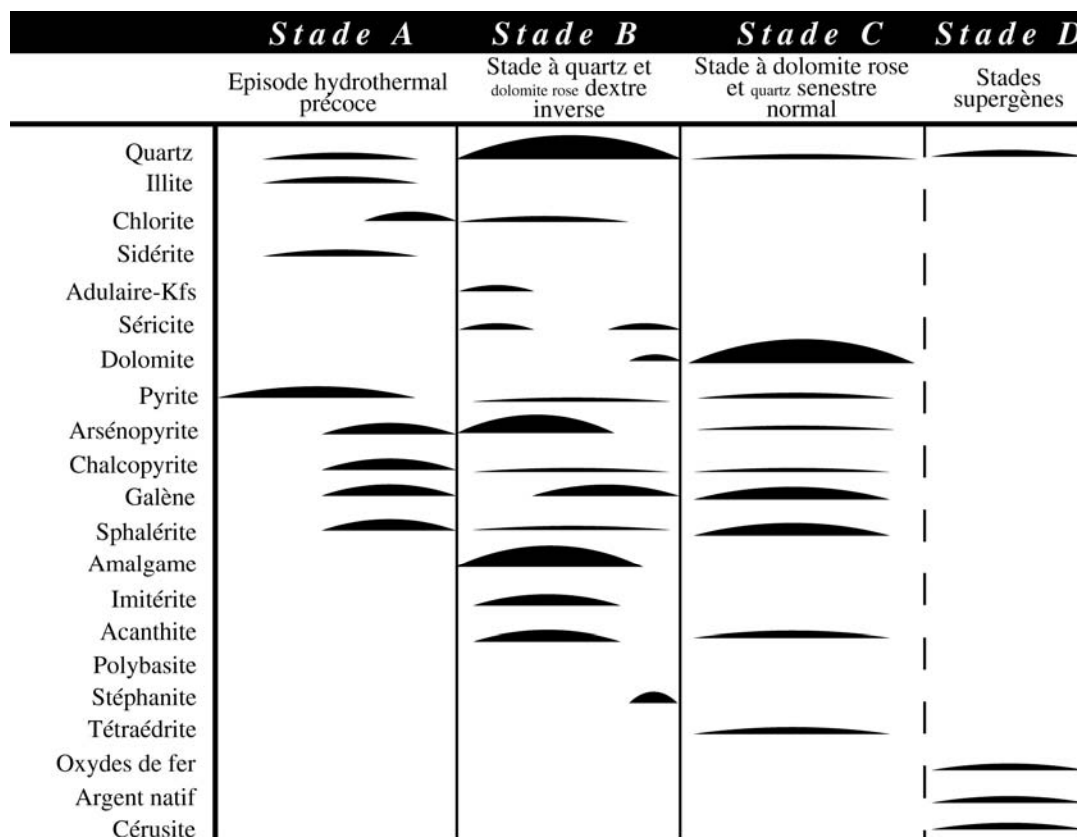 Stade A Stade B Stade C Stade D
Episode hydrothermal
précoce
Stade à quartz et
dolomite rose dextre
inverse
Stade à dolomite rose
et quartz senestre
normal
Stades
supergènes
Quartz
Illite
Chlorite
Sidérite
Adulaire-Kfs
Séricite
Dolomite
Pyrite
Arsénopyrite
Chalcopyrite
Galène
Sphalérite
Amalgame
Imitérite
Acanthite
Polybasite
Stéphanite
Tétraédrite
Oxydes de fer
Argent natif
Cérusite